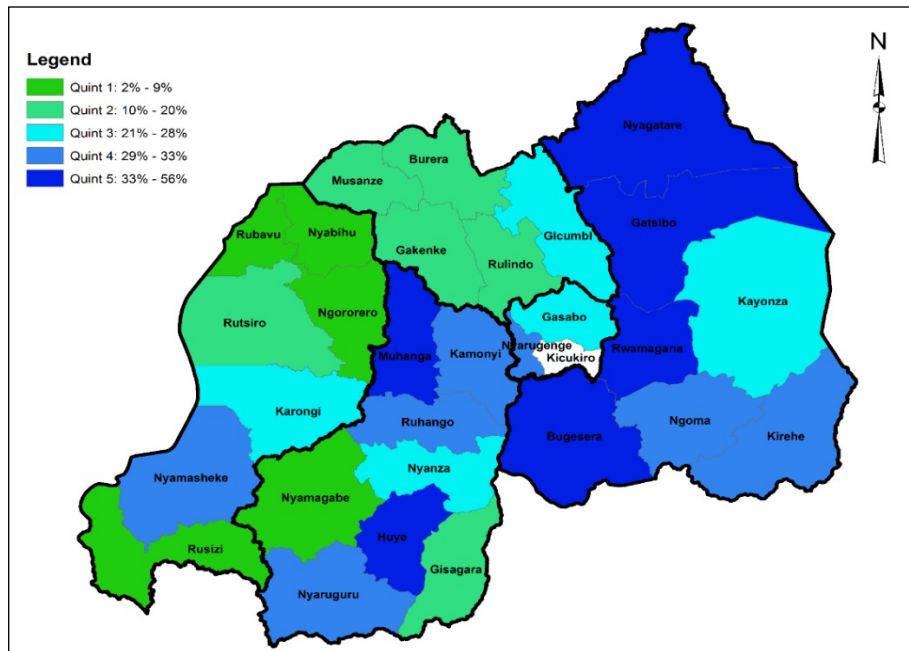 Legend
Quint 1: 2% - 9%
Quint 2: 10% - 20%
Quint 3: 21% - 28%
Quint 4: 29% - 33%
Quint 5: 33% - 56%
N
Nyagatare
Burera
Musanze
Gatsibo
Gicumbi
Rubavu
Nyabihu
Gakenke
Rulindo
Kayonza
Ngororero
Rutsiro
Gasabo
Nyarugenge
Kicukiro
Rwamagana
Muhanga
Kamonyi
Karongi
Ruhango
Bugesera
Ngoma
Kirehe
Nyamasheke
Nyanza
Nyamagabe
Huye
Rusizi
Gisagara
Nyaruguru